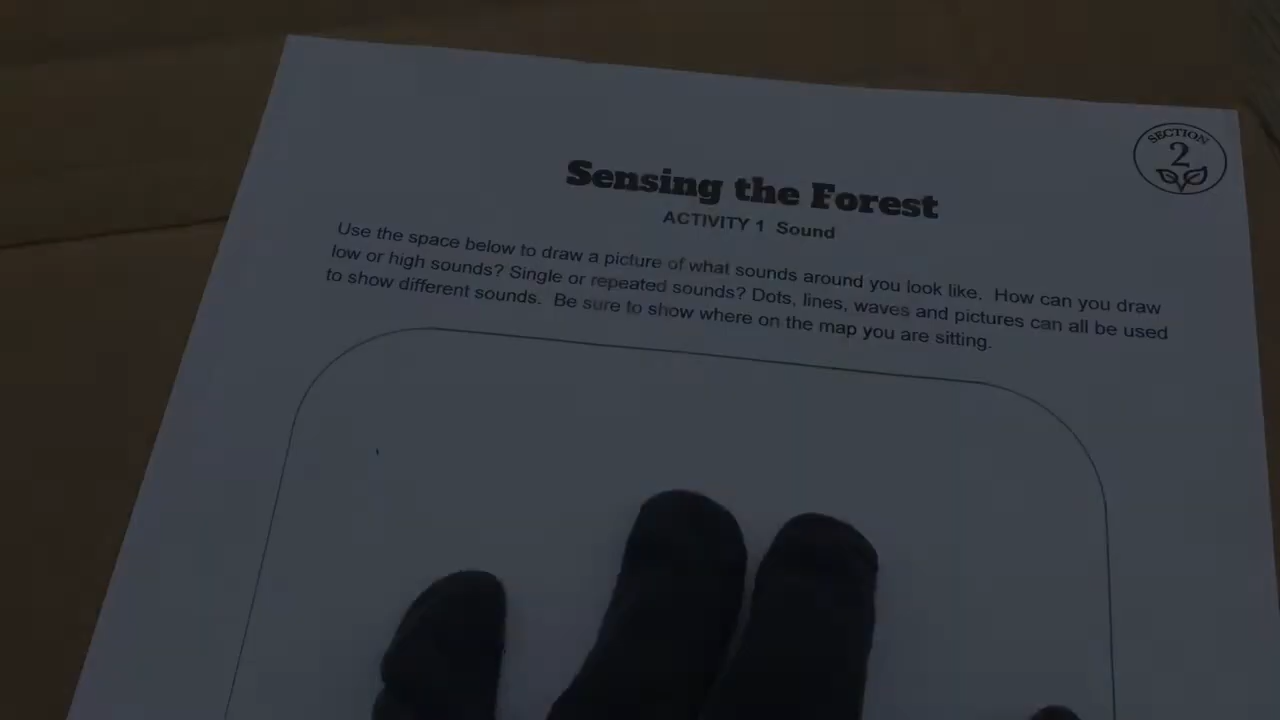 SECTION
2
Sensing the Forest
ACTIVITY 1 Sound
Use the space below to draw a picture of what sounds around you look like. How can you draw
low or high sounds? Single or repeated sounds? Dots, lines, waves and pictures can all be used
to show different sounds. Be sure to show where on the map you are sitting.